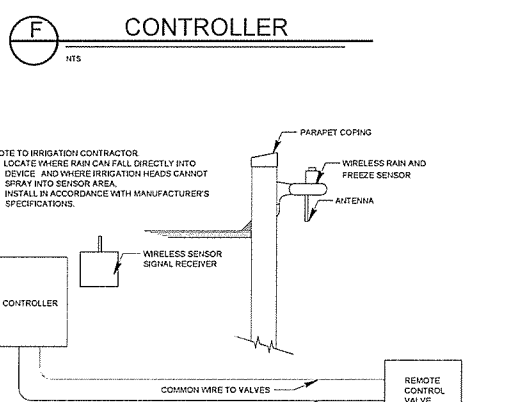 F
CONTROLLER
NTS
PARAPET COPING
OTE TO IRRIGATION CONTRACTOR
LOCATE WHERE RAIN CAN FALL DIRECTLY INTO
DEVICE AND WHERE IRRIGATION HEADS CANNOT
SPRAY INTO SENSOR AREA.
INSTALL IN ACCORDANCE WITH MANUFACTURER'S
SPECIFICATIONS.
WIRELESS RAIN AND
FREEZE SENSOR
ANTENNA
WIRELESS SENSOR
SIGNAL RECEIVER
CONTROLLER
COMMON WIRE TO VALVES
REMOTE
CONTROL
VALVE